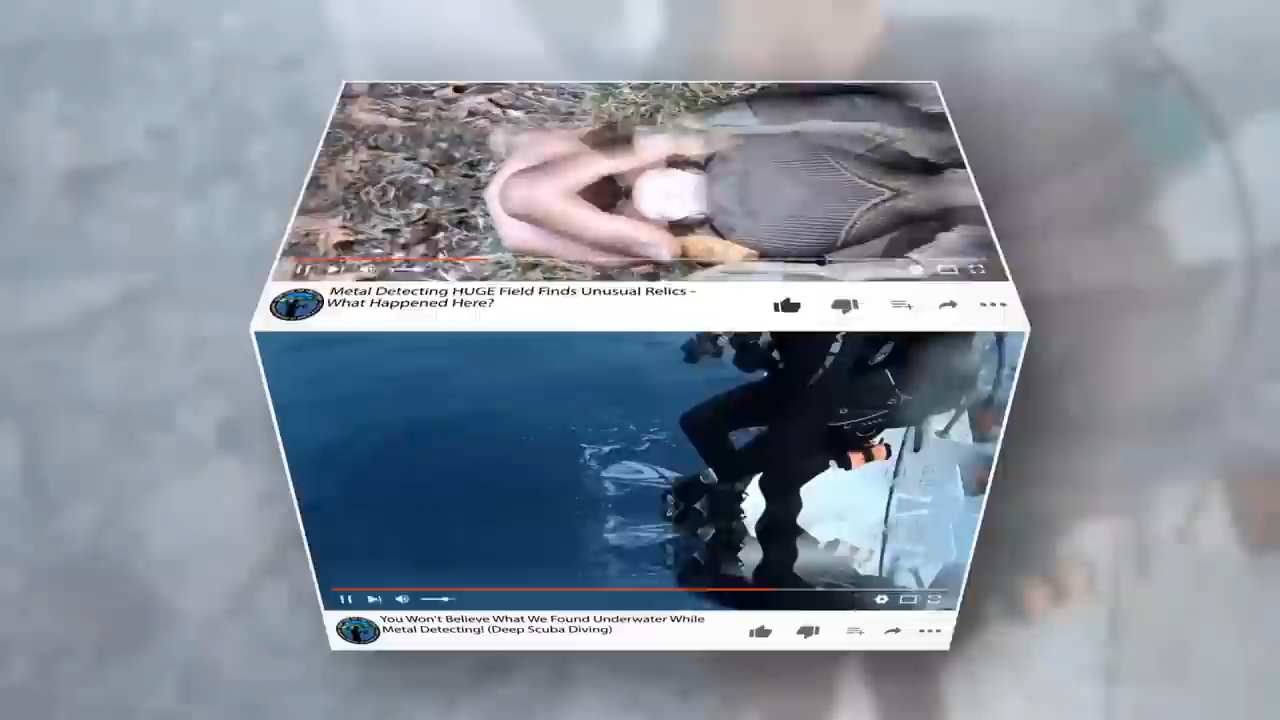 Metal Detecting HUGE Field Finds Unusual Relics -
What Happened Here?
You Won't Believe What We Found Underwater While
Metal Detecting! (Deep Scuba Diving)